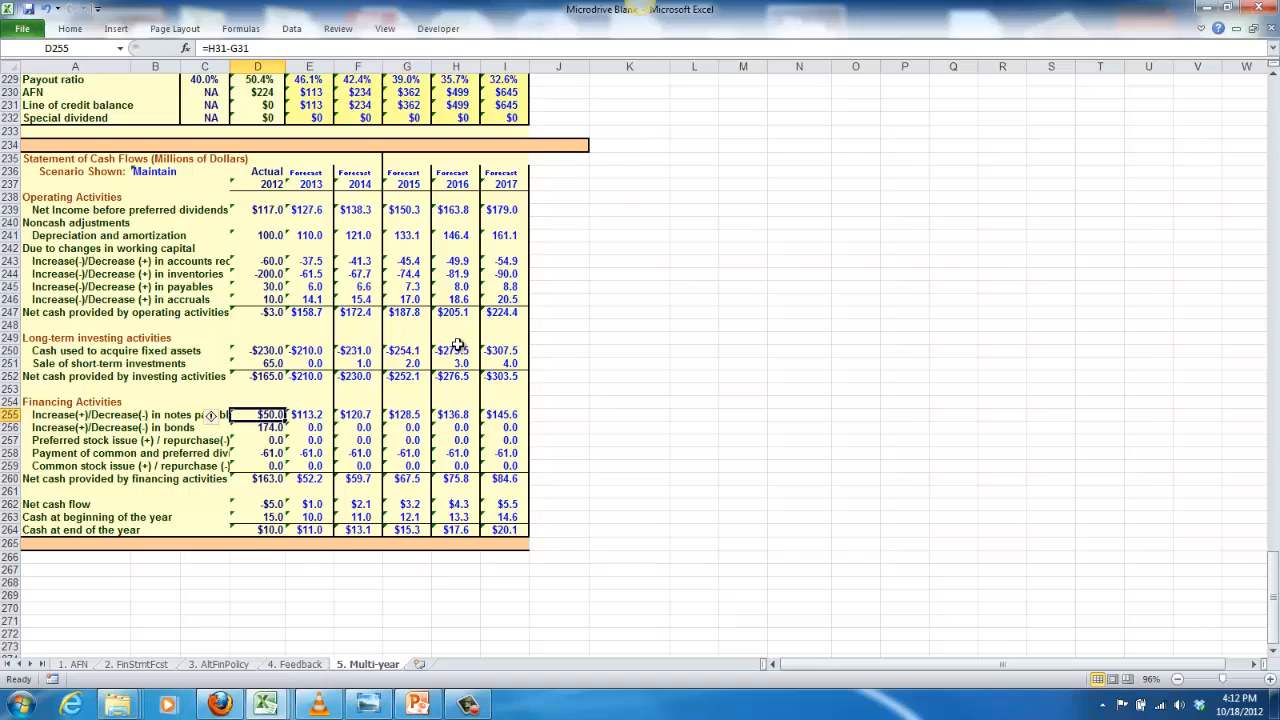 Microdrive Blank - Microsoft Excel
File Home Insert Page Layout Formulas Data Review View Developer
D255 fx =H31-G31
A B C D E F G H I J K L M N O P Q R S T U V W
229 Payout ratio 40.0% 50.4% 46.1% 42.4% 39.0% 35.7% 32.6%
230 AFN NA $224 $113 $234 $362 $499 $645
231 Line of credit balance NA $0 $113 $234 $362 $499 $645
232 Special dividend NA $0 $0 $0 $0 $0 $0
233
234
235 Statement of Cash Flows (Millions of Dollars)
236 Scenario Shown: Maintain Actual Forecast Forecast Forecast Forecast Forecast
237 2012 2013 2014 2015 2016 2017
238 Operating Activities
239 Net Income before preferred dividends $117.0 $127.6 $138.3 $150.3 $163.8 $179.0
240 Noncash adjustments
241 Depreciation and amortization 100.0 110.0 121.0 133.1 146.4 161.1
242 Due to changes in working capital
243 Increase(-)/Decrease (+) in accounts rec -60.0 -37.5 -41.3 -45.4 -49.9 -54.9
244 Increase(-)/Decrease (+) in inventories -200.0 -61.5 -67.7 -74.4 -81.9 -90.0
245 Increase(-)/Decrease (+) in payables 30.0 6.0 6.6 7.3 8.0 8.8
246 Increase(-)/Decrease (+) in accruals 10.0 14.1 15.4 17.0 18.6 20.5
247 Net cash provided by operating activities -$3.0 $158.7 $172.4 $187.8 $205.1 $224.4
248
249 Long-term investing activities
250 Cash used to acquire fixed assets -$230.0 -$210.0 -$231.0 -$254.1 -$307.5
251 Sale of short-term investments 65.0 0.0 1.0 2.0 3.0 4.0
252 Net cash provided by investing activities -$165.0 -$210.0 -$230.0 -$252.1 -$276.5 -$303.5
253
254 Financing Activities
255 Increase(+)/Decrease(-) in notes $50.0 $113.2 $120.7 $128.5 $136.8 $145.6
256 Increase(+)/Decrease(-) in bonds 174.0 0.0 0.0 0.0 0.0 0.0
257 Preferred stock issue (+) / repurchase(-) 0.0 0.0 0.0 0.0 0.0 0.0
258 Payment of common and preferred div -61.0 -61.0 -61.0 -61.0 -61.0 -61.0
259 Common stock issue (+) / repurchase (- 0.0 0.0 0.0 0.0 0.0 0.0
260 Net cash provided by financing activities $163.0 $52.2 $59.7 $67.5 $75.8 $84.6
261
262 Net cash flow -$5.0 $1.0 $2.1 $3.2 $4.3 $5.5
263 Cash at beginning of the year 15.0 10.0 11.0 12.1 13.3 14.6
264 Cash at end of the year $10.0 $11.0 $13.1 $15.3 $17.6 $20.1
265
266
267
268
269
270
271
272
273
1. AFN 2. FinStmtFcst 3. AltFinPolicy 4. Feedback 5. Multi-year
Ready 96%
4:12 PM
10/18/2012